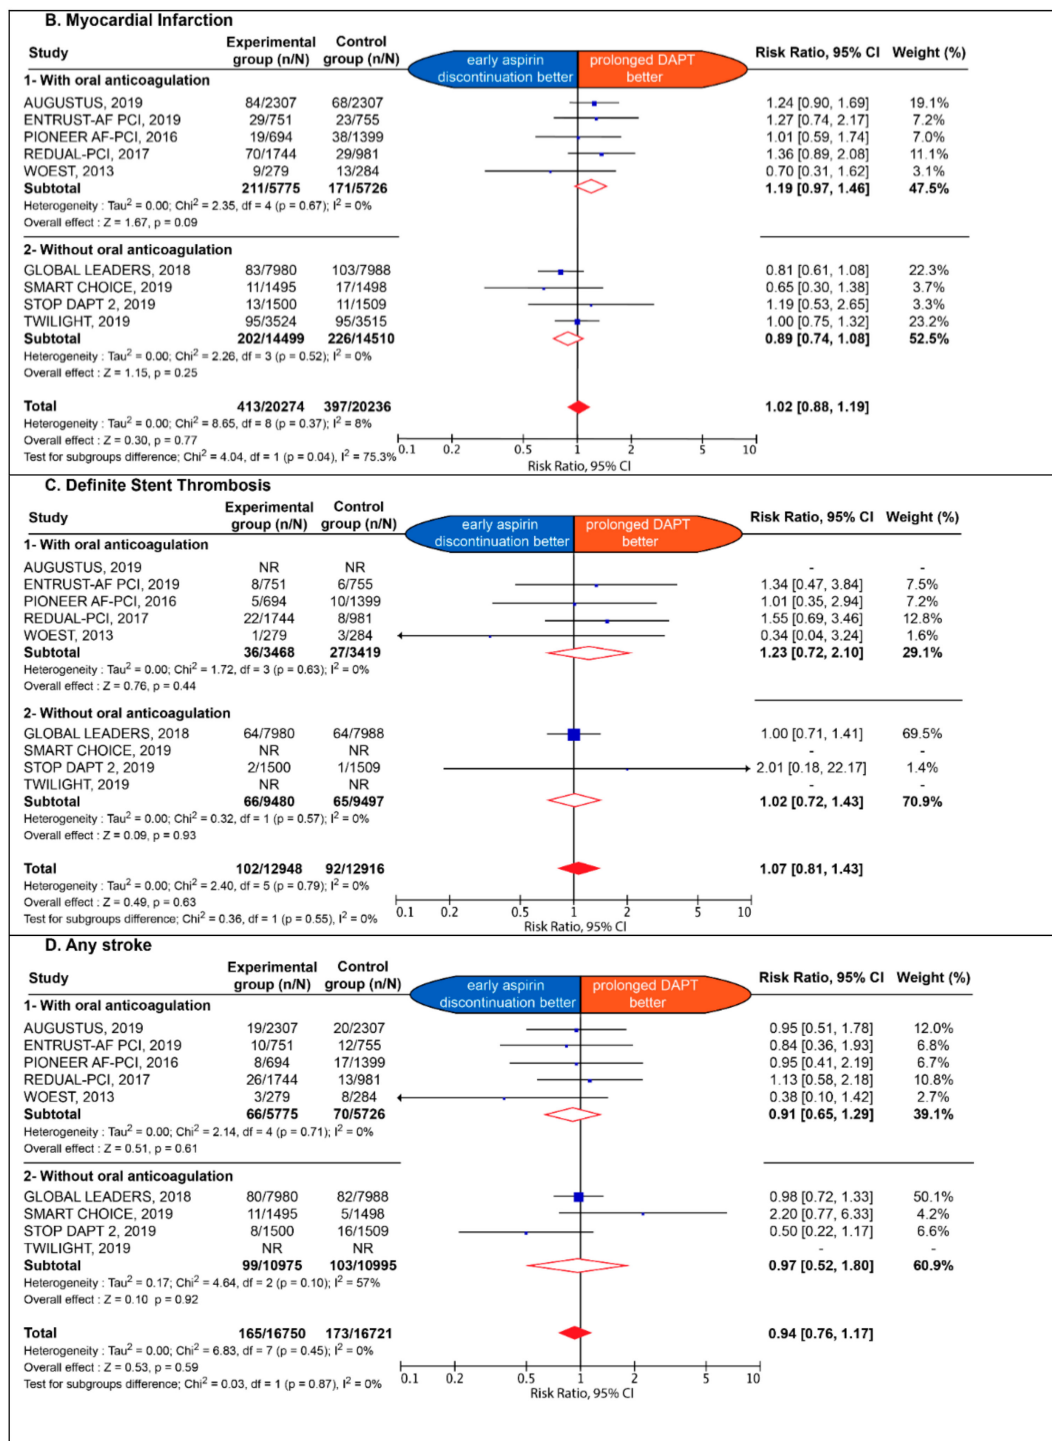 B. Myocardial Infarction
Study Experimental group (n/N) Control group (n/N) early aspirin discontinuation better prolonged DAPT better Risk Ratio, 95% CI Weight (%)
1- With oral anticoagulation
AUGUSTUS, 2019 84/2307 68/2307 1.24 [0.90, 1.69] 19.1%
ENTRUST-AF PCI, 2019 29/751 23/755 1.27 [0.74, 2.17] 7.2%
PIONEER AF-PCI, 2016 19/694 38/1399 1.01 [0.59, 1.74] 7.0%
REDUAL-PCI, 2017 70/1744 29/981 1.36 [0.89, 2.08] 11.1%
WOEST, 2013 9/279 13/284 0.70 [0.31, 1.62] 3.1%
Subtotal 211/5775 171/5726 1.19 [0.97, 1.46] 47.5%
Heterogeneity : Tau² = 0.00; Chi² = 2.35, df = 4 (p = 0.67); I² = 0%
Overall effect : Z = 1.67, p = 0.09
2- Without oral anticoagulation
GLOBAL LEADERS, 2018 83/7980 103/7988 0.81 [0.61, 1.08] 22.3%
SMART CHOICE, 2019 11/1495 17/1498 0.65 [0.30, 1.38] 3.7%
STOP DAPT 2, 2019 13/1500 11/1509 1.19 [0.53, 2.65] 3.3%
TWILIGHT, 2019 95/3524 95/3515 1.00 [0.75, 1.32] 23.2%
Subtotal 202/14499 226/14510 0.89 [0.74, 1.08] 52.5%
Heterogeneity : Tau² = 0.00; Chi² = 2.26, df = 3 (p = 0.52); I² = 0%
Overall effect : Z = 1.15, p = 0.25
Total 413/20274 397/20236 1.02 [0.88, 1.19]
Heterogeneity : Tau² = 0.00; Chi² = 8.65, df = 8 (p = 0.37); I² = 8%
Overall effect : Z = 0.30, p = 0.77
Test for subgroups difference; Chi² = 4.04, df = 1 (p = 0.04), I² = 75.3%
0.1 0.2 0.5 1 2 5 10
Risk Ratio, 95% CI
C. Definite Stent Thrombosis
Study Experimental group (n/N) Control group (n/N) early aspirin discontinuation better prolonged DAPT better Risk Ratio, 95% CI Weight (%)
1- With oral anticoagulation
AUGUSTUS, 2019 NR NR - -
ENTRUST-AF PCI, 2019 8/751 6/755 1.34 [0.47, 3.84] 7.5%
PIONEER AF-PCI, 2016 5/694 10/1399 1.01 [0.35, 2.94] 7.2%
REDUAL-PCI, 2017 22/1744 8/981 1.55 [0.69, 3.46] 12.8%
WOEST, 2013 1/279 3/284 0.34 [0.04, 3.24] 1.6%
Subtotal 36/3468 27/3419 1.23 [0.72, 2.10] 29.1%
Heterogeneity : Tau² = 0.00; Chi² = 1.72, df = 3 (p = 0.63); I² = 0%
Overall effect : Z = 0.76, p = 0.44
2- Without oral anticoagulation
GLOBAL LEADERS, 2018 64/7980 64/7988 1.00 [0.71, 1.41] 69.5%
SMART CHOICE, 2019 NR NR - -
STOP DAPT 2, 2019 2/1500 1/1509 2.01 [0.18, 22.17] 1.4%
TWILIGHT, 2019 NR NR - -
Subtotal 66/9480 65/9497 1.02 [0.72, 1.43] 70.9%
Heterogeneity : Tau² = 0.00; Chi² = 0.32, df = 1 (p = 0.57); I² = 0%
Overall effect : Z = 0.09, p = 0.93
Total 102/12948 92/12916 1.07 [0.81, 1.43]
Heterogeneity : Tau² = 0.00; Chi² = 2.40, df = 5 (p = 0.79); I² = 0%
Overall effect : Z = 0.49, p = 0.63
Test for subgroups difference; Chi² = 0.36, df = 1 (p = 0.55), I² = 0%
0.1 0.2 0.5 1 2 5 10
Risk Ratio, 95% CI
D. Any stroke
Study Experimental group (n/N) Control group (n/N) early aspirin discontinuation better prolonged DAPT better Risk Ratio, 95% CI Weight (%)
1- With oral anticoagulation
AUGUSTUS, 2019 19/2307 20/2307 0.95 [0.51, 1.78] 12.0%
ENTRUST-AF PCI, 2019 10/751 12/755 0.84 [0.36, 1.93] 6.8%
PIONEER AF-PCI, 2016 8/694 17/1399 0.95 [0.41, 2.19] 6.7%
REDUAL-PCI, 2017 26/1744 13/981 1.13 [0.58, 2.18] 10.8%
WOEST, 2013 3/279 8/284 0.38 [0.10, 1.42] 2.7%
Subtotal 66/5775 70/5726 0.91 [0.65, 1.29] 39.1%
Heterogeneity : Tau² = 0.00; Chi² = 2.14, df = 4 (p = 0.71); I² = 0%
Overall effect : Z = 0.51, p = 0.61
2- Without oral anticoagulation
GLOBAL LEADERS, 2018 80/7980 82/7988 0.98 [0.72, 1.33] 50.1%
SMART CHOICE, 2019 11/1495 5/1498 2.20 [0.77, 6.33] 4.2%
STOP DAPT 2, 2019 8/1500 16/1509 0.50 [0.22, 1.17] 6.6%
TWILIGHT, 2019 NR NR - -
Subtotal 99/10975 103/10995 0.97 [0.52, 1.80] 60.9%
Heterogeneity : Tau² = 0.17; Chi² = 4.64, df = 2 (p = 0.10); I² = 57%
Overall effect : Z = 0.10 p = 0.92
Total 165/16750 173/16721 0.94 [0.76, 1.17]
Heterogeneity : Tau² = 0.00; Chi² = 6.83, df = 7 (p = 0.45); I² = 0%
Overall effect : Z = 0.53, p = 0.59
Test for subgroups difference; Chi² = 0.03, df = 1 (p = 0.87), I² = 0%
0.1 0.2 0.5 1 2 5 10
Risk Ratio, 95% CI